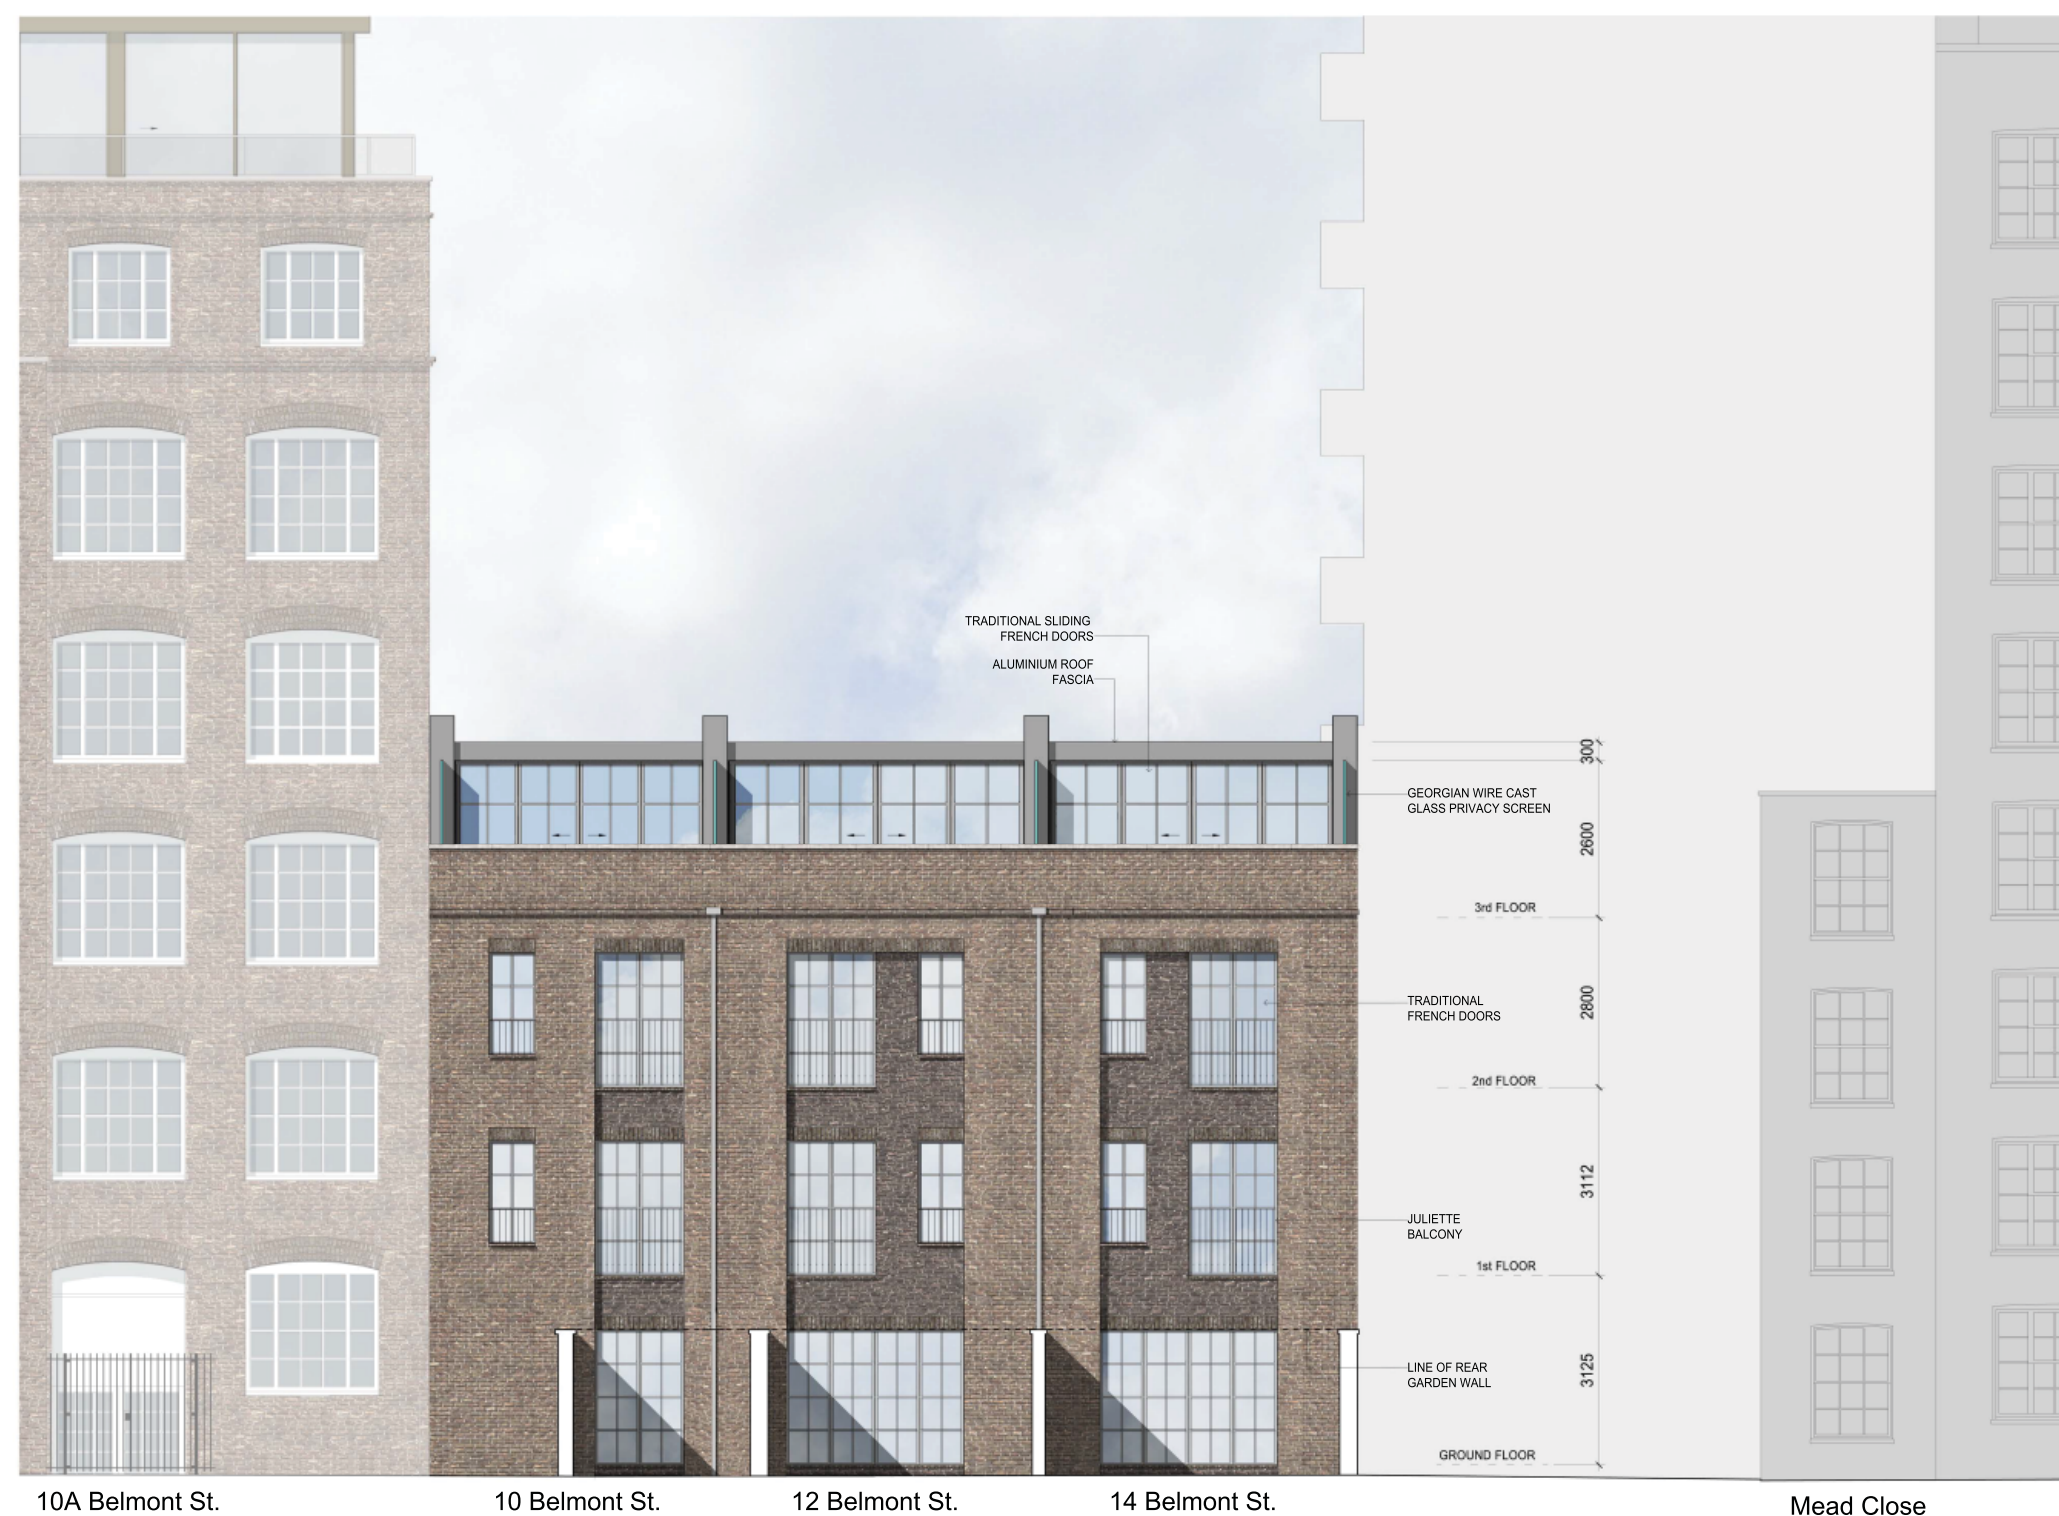 TRADITIONAL SLIDING
FRENCH DOORS
ALUMINIUM ROOF
FASCIA
300
GEORGIAN WIRE CAST
GLASS PRIVACY SCREEN
2600
3rd FLOOR
TRADITIONAL
FRENCH DOORS
2800
2nd FLOOR
3112
JULIETTE
BALCONY
1st FLOOR
LINE OF REAR
GARDEN WALL
3125
GROUND FLOOR
10A Belmont St.
10 Belmont St.
12 Belmont St.
14 Belmont St.
Mead Close